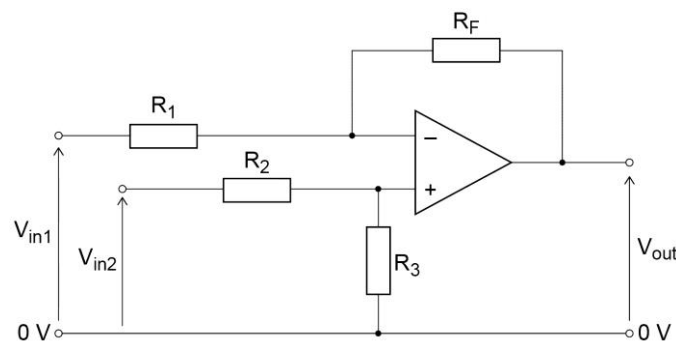 R_F
R_1
−
R_2
+
V_in1
V_in2
R_3
V_out
0 V
0 V